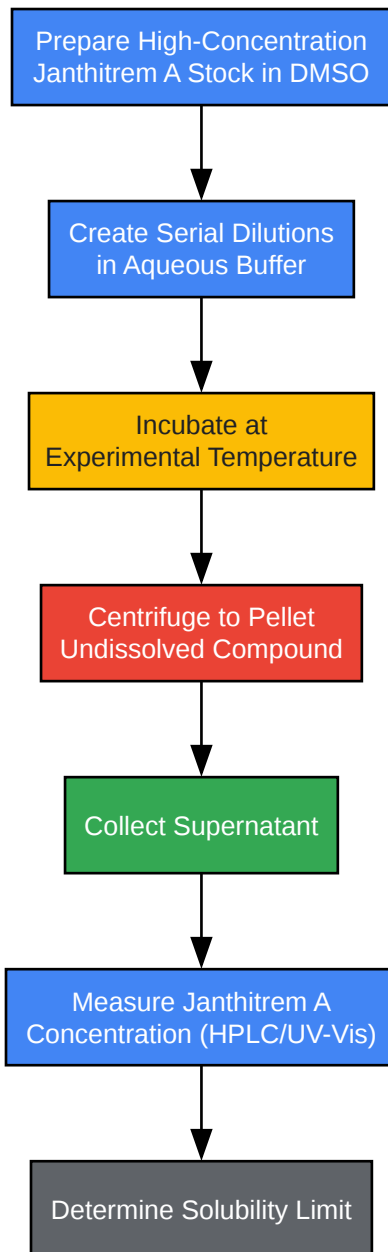 Prepare High-Concentration
Janthitrem A Stock in DMSO
Create Serial Dilutions
in Aqueous Buffer
Incubate at
Experimental Temperature
Centrifuge to Pellet
Undissolved Compound
Collect Supernatant
Measure Janthitrem A
Concentration (HPLC/UV-Vis)
Determine Solubility Limit